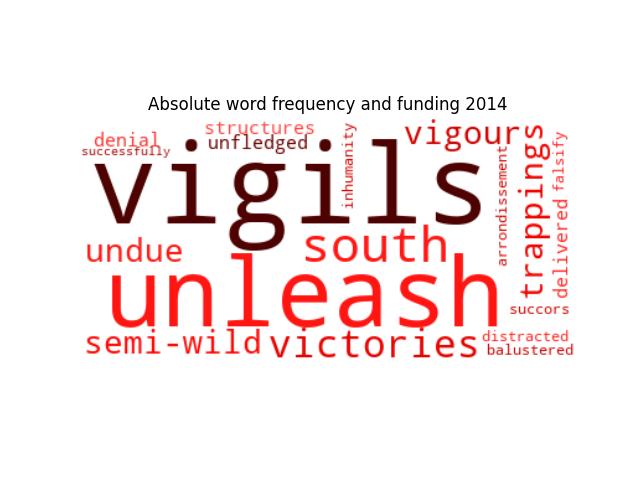 Absolute word frequency and funding 2014
structures
vigours
denial
unfledged
successfully
vigils
inhumanity
arrondissement
trappings
falsify
delivered
undue
south
unleash
succors
semi-wild
victories
distracted
balustered